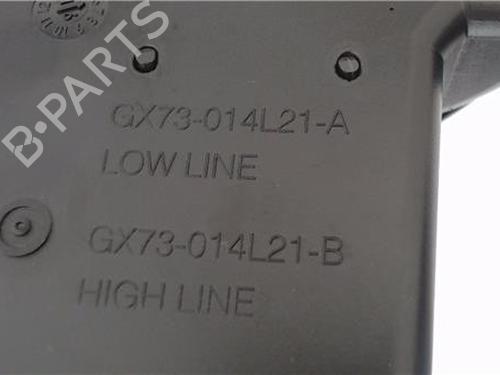 B-PARTS
GX73-014L21-A
LOW LINE
GX73-014L21-B
HIGH LINE